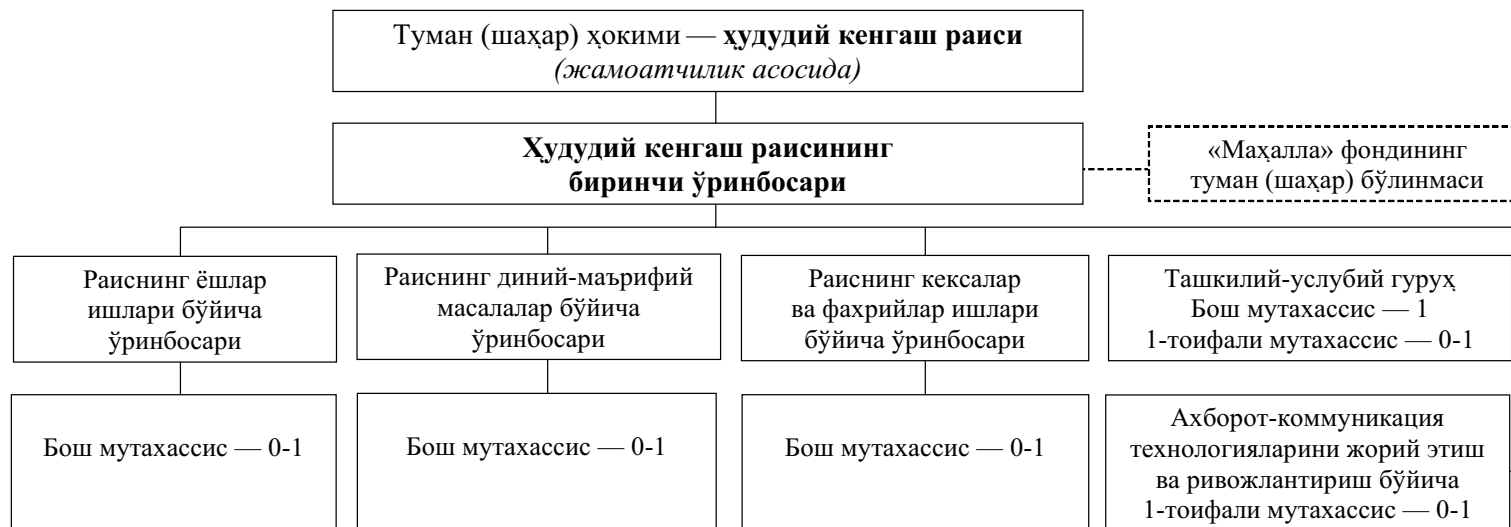 Туман (шаҳар) ҳокими — ҳудудий кенгаш раиси
(жамоатчилик асосида)
Ҳудудий кенгаш раисининг
биринчи ўринбосари
«Маҳалла» фондининг
туман (шаҳар) бўлинмаси
Раиснинг ёшлар
ишлари бўйича
ўринбосари
Раиснинг диний-маърифий
масалалар бўйича
ўринбосари
Раиснинг кексалар
ва фахрийлар ишлари
бўйича ўринбосари
Ташкилий-услубий гуруҳ
Бош мутахассис — 1
1-тоифали мутахассис — 0-1
Бош мутахассис — 0-1
Бош мутахассис — 0-1
Бош мутахассис — 0-1
Ахборот-коммуникация
технологияларини жорий этиш
ва ривожлантириш бўйича
1-тоифали мутахассис — 0-1